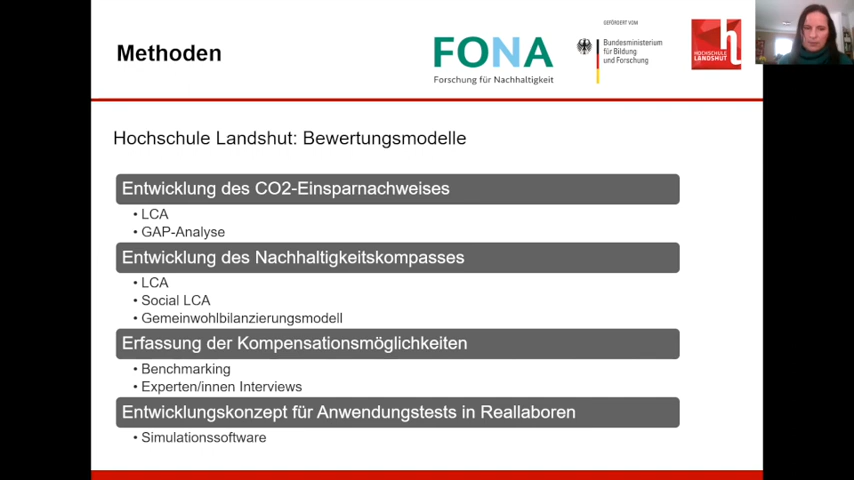 Methoden
FONA
Forschung für Nachhaltigkeit
GEFÖRDERT VOM
Bundesministerium
für Bildung
und Forschung
HOCHSCHULE
LANDSHUT
Hochschule Landshut: Bewertungsmodelle
Entwicklung des CO2-Einsparnachweises
• LCA
• GAP-Analyse
Entwicklung des Nachhaltigkeitskompasses
• LCA
• Social LCA
• Gemeinwohlbilanzierungsmodell
Erfassung der Kompensationsmöglichkeiten
• Benchmarking
• Experten/innen Interviews
Entwicklungskonzept für Anwendungstests in Reallaboren
• Simulationssoftware